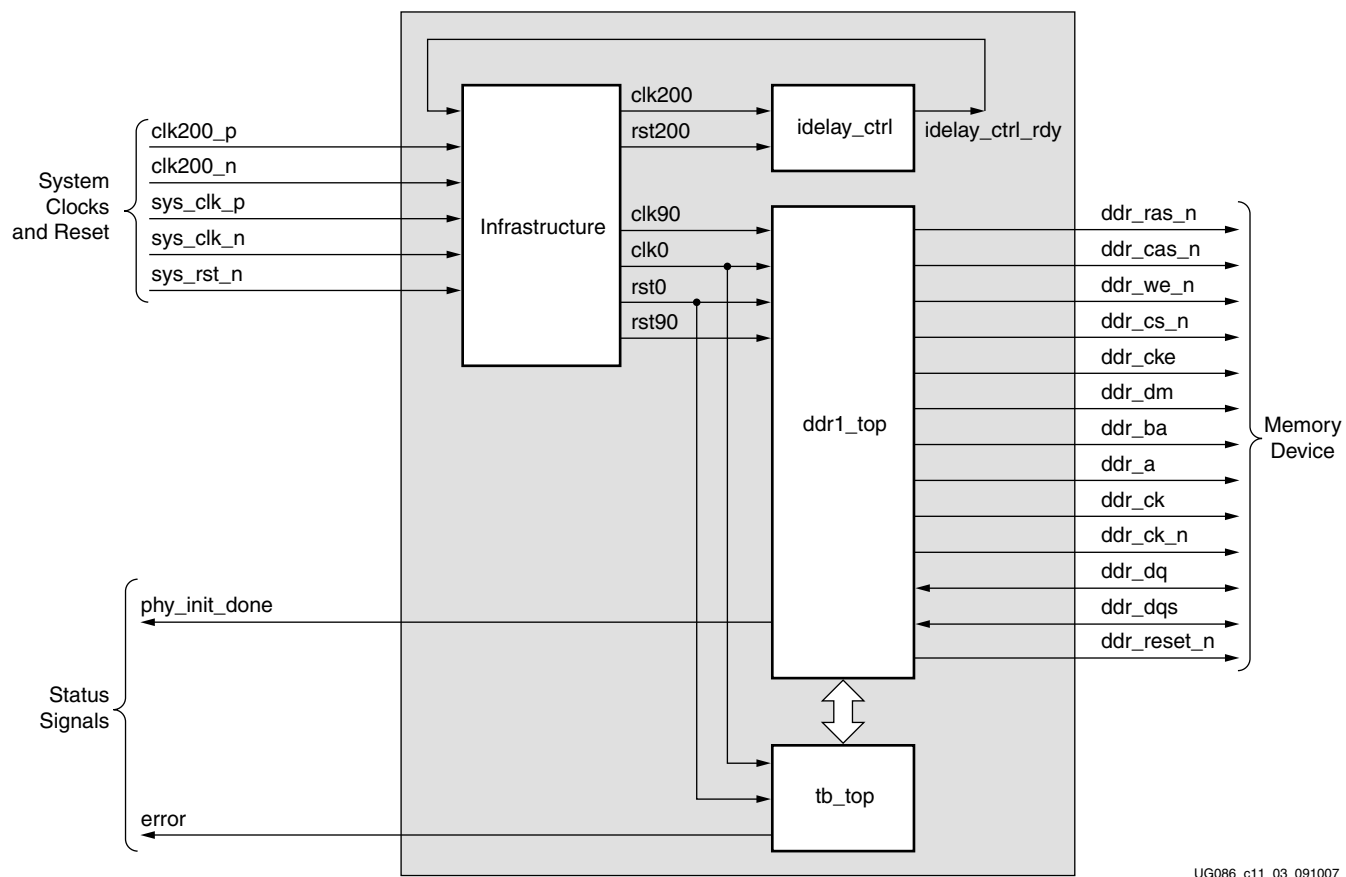 clk200
rst200
idelay_ctrl
idelay_ctrl_rdy
System
Clocks
and Reset
clk200_p
clk200_n
sys_clk_p
sys_clk_n
sys_rst_n
Infrastructure
clk90
clk0
rst0
rst90
ddr1_top
ddr_ras_n
ddr_cas_n
ddr_we_n
ddr_cs_n
ddr_cke
ddr_dm
ddr_ba
ddr_a
ddr_ck
ddr_ck_n
ddr_dq
ddr_dqs
ddr_reset_n
Memory
Device
Status
Signals
phy_init_done
error
tb_top
UG086_c11_03_091007